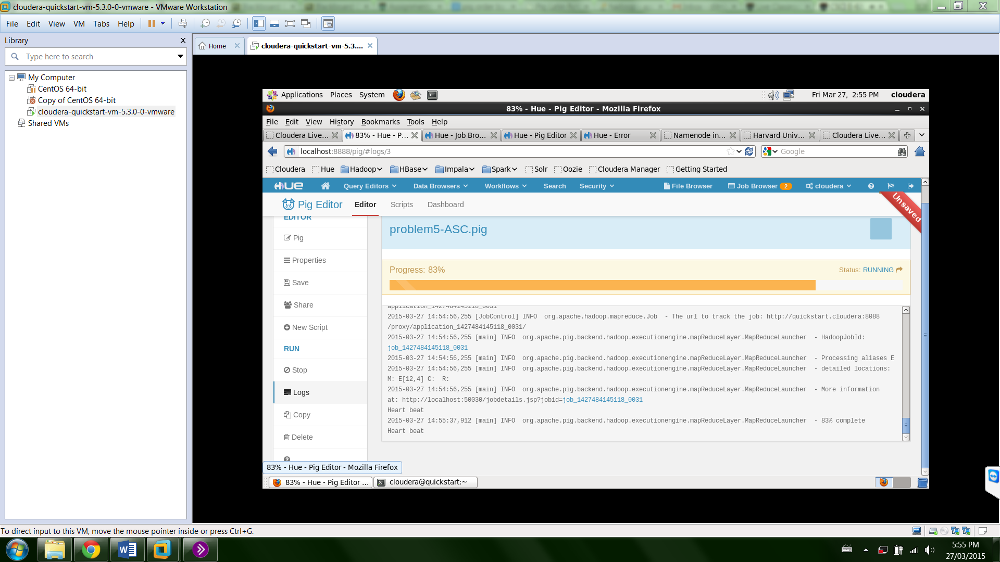 cloudera-quickstart-vm-5.3.0-0-vmware - VMware Workstation
File Edit View VM Tabs Help
Library
Type here to search
My Computer
CentOS 64-bit
Copy of CentOS 64-bit
cloudera-quickstart-vm-5.3.0-0-vmware
Shared VMs
Home
cloudera-quickstart-vm-5.3....
Applications Places System
Fri Mar 27, 2:55 PM cloudera
83% - Hue - Pig Editor - Mozilla Firefox
File Edit View History Bookmarks Tools Help
Cloudera Live... 83% - Hue - P... Hue - Job Bro... Hue - Pig Editor Hue - Error Namenode in... Harvard Univ... Cloudera Live...
localhost:8888/pig/#logs/3
Google
Cloudera Hue Hadoop HBase Impala Spark Solr Oozie Cloudera Manager Getting Started
HUE Query Editors Data Browsers Workflows Search Security File Browser Job Browser 2 cloudera
Pig Editor Editor Scripts Dashboard
Unsaved
EDITOR
Pig
Properties
Save
Share
New Script
RUN
Stop
Logs
Copy
Delete
problem5-ASC.pig
Progress: 83%
Status: RUNNING
application_1427484145118_0031
2015-03-27 14:54:56,255 [JobControl] INFO  org.apache.hadoop.mapreduce.Job  - The url to track the job: http://quickstart.cloudera:8088
/proxy/application_1427484145118_0031/
2015-03-27 14:54:56,255 [main] INFO  org.apache.pig.backend.hadoop.executionengine.mapReduceLayer.MapReduceLauncher  - HadoopJobId:
job_1427484145118_0031
2015-03-27 14:54:56,255 [main] INFO  org.apache.pig.backend.hadoop.executionengine.mapReduceLayer.MapReduceLauncher  - Processing aliases E
2015-03-27 14:54:56,255 [main] INFO  org.apache.pig.backend.hadoop.executionengine.mapReduceLayer.MapReduceLauncher  - detailed locations:
M: E[12,4] C:  R:
2015-03-27 14:54:56,255 [main] INFO  org.apache.pig.backend.hadoop.executionengine.mapReduceLayer.MapReduceLauncher  - More information
at: http://localhost:50030/jobdetails.jsp?jobid=job_1427484145118_0031
Heart beat
2015-03-27 14:55:37,912 [main] INFO  org.apache.pig.backend.hadoop.executionengine.mapReduceLayer.MapReduceLauncher  - 83% complete
Heart beat
83% - Hue - Pig Editor - Mozilla Firefox
83% - Hue - Pig Editor ...
cloudera@quickstart:~
To direct input to this VM, move the mouse pointer inside or press Ctrl+G.
5:55 PM
27/03/2015